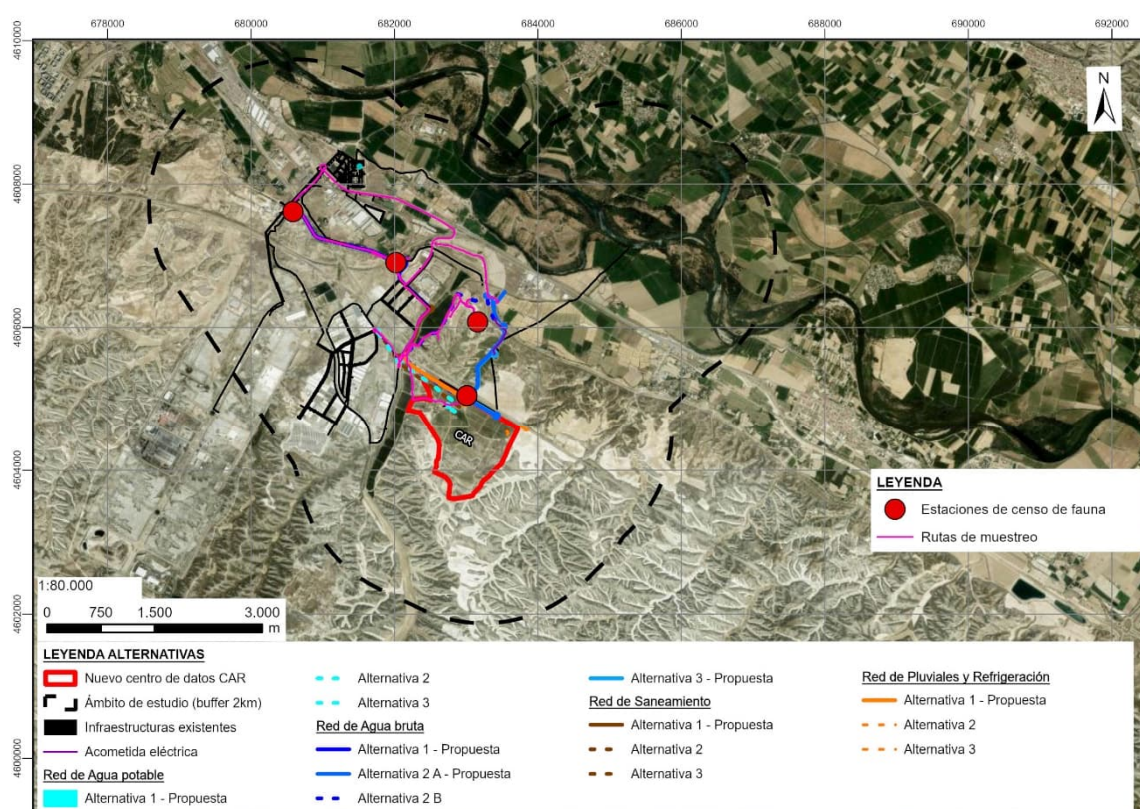 678000 680000 682000 684000 686000 688000 690000 692000
4610000
4608000
4606000
4604000
4602000
4600000
N
CAR
LEYENDA
Estaciones de censo de fauna
Rutas de muestreo
1:80.000
0 750 1.500 3.000
m
LEYENDA ALTERNATIVAS
Nuevo centro de datos CAR
Ámbito de estudio (buffer 2km)
Infraestructuras existentes
Acometida eléctrica
Red de Agua potable
Alternativa 1 - Propuesta
Alternativa 2
Alternativa 3
Red de Agua bruta
Alternativa 1 - Propuesta
Alternativa 2 A - Propuesta
Alternativa 2 B
Alternativa 3 - Propuesta
Red de Saneamiento
Alternativa 1 - Propuesta
Alternativa 2
Alternativa 3
Red de Pluviales y Refrigeración
Alternativa 1 - Propuesta
Alternativa 2
Alternativa 3